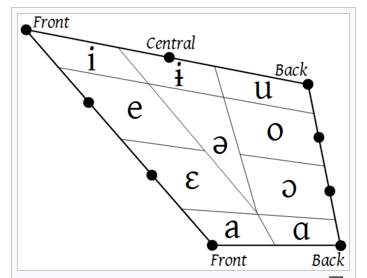 Front
Central
Back
i ɨ u
e ə o
ɛ ɔ
a ɑ
Front Back